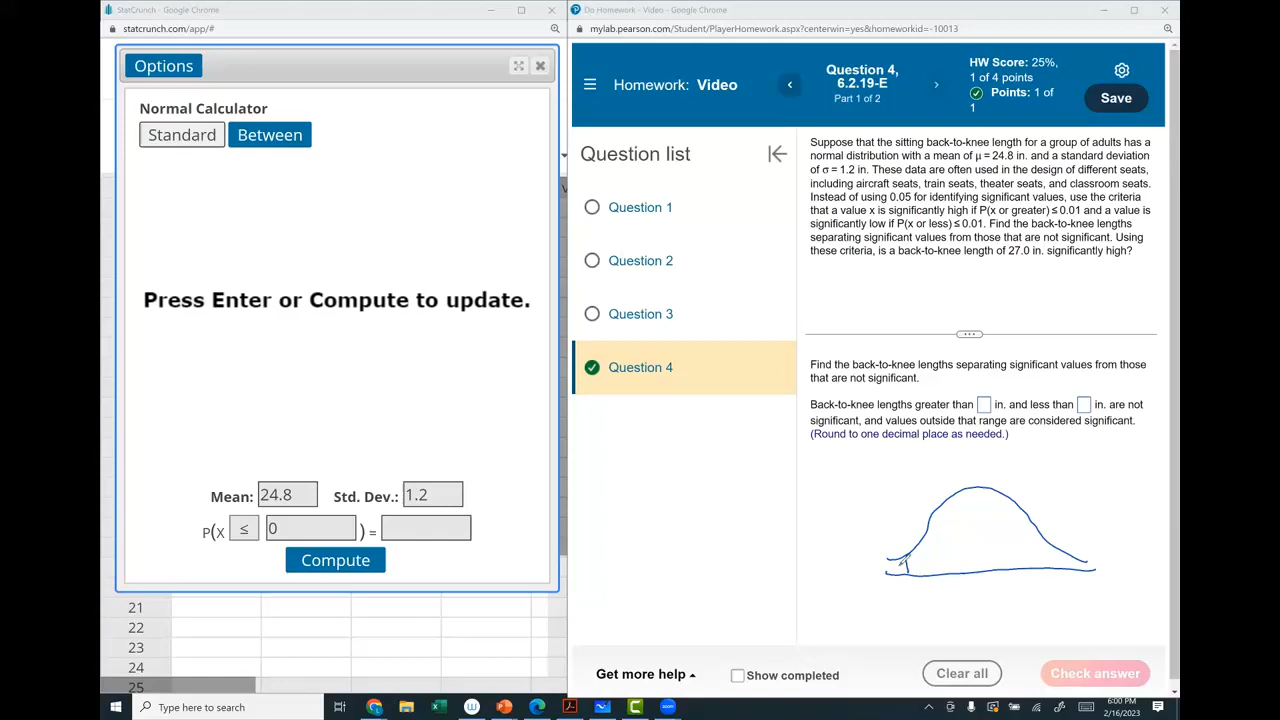 StatCrunch - Google Chrome
statcrunch.com/app/#
Options
Normal Calculator
Standard
Between
Press Enter or Compute to update.
Mean: 24.8 Std. Dev.: 1.2
P(X ≤ 0 ) =
Compute
21
22
23
24
25
Do Homework - Video - Google Chrome
mylab.pearson.com/Student/PlayerHomework.aspx?centerwin=yes&homeworkid=-10013
Homework: Video
Question 4,
6.2.19-E
Part 1 of 2
HW Score: 25%,
1 of 4 points
Points: 1 of
1
Save
Question list
Question 1
Question 2
Question 3
Question 4
Suppose that the sitting back-to-knee length for a group of adults has a
normal distribution with a mean of μ = 24.8 in. and a standard deviation
of σ = 1.2 in. These data are often used in the design of different seats,
including aircraft seats, train seats, theater seats, and classroom seats.
Instead of using 0.05 for identifying significant values, use the criteria
that a value x is significantly high if P(x or greater) ≤ 0.01 and a value is
significantly low if P(x or less) ≤ 0.01. Find the back-to-knee lengths
separating significant values from those that are not significant. Using
these criteria, is a back-to-knee length of 27.0 in. significantly high?
Find the back-to-knee lengths separating significant values from those
that are not significant.
Back-to-knee lengths greater than in. and less than in. are not
significant, and values outside that range are considered significant.
(Round to one decimal place as needed.)
Get more help
Show completed
Clear all
Check answer
Type here to search
6:00 PM
2/16/2023